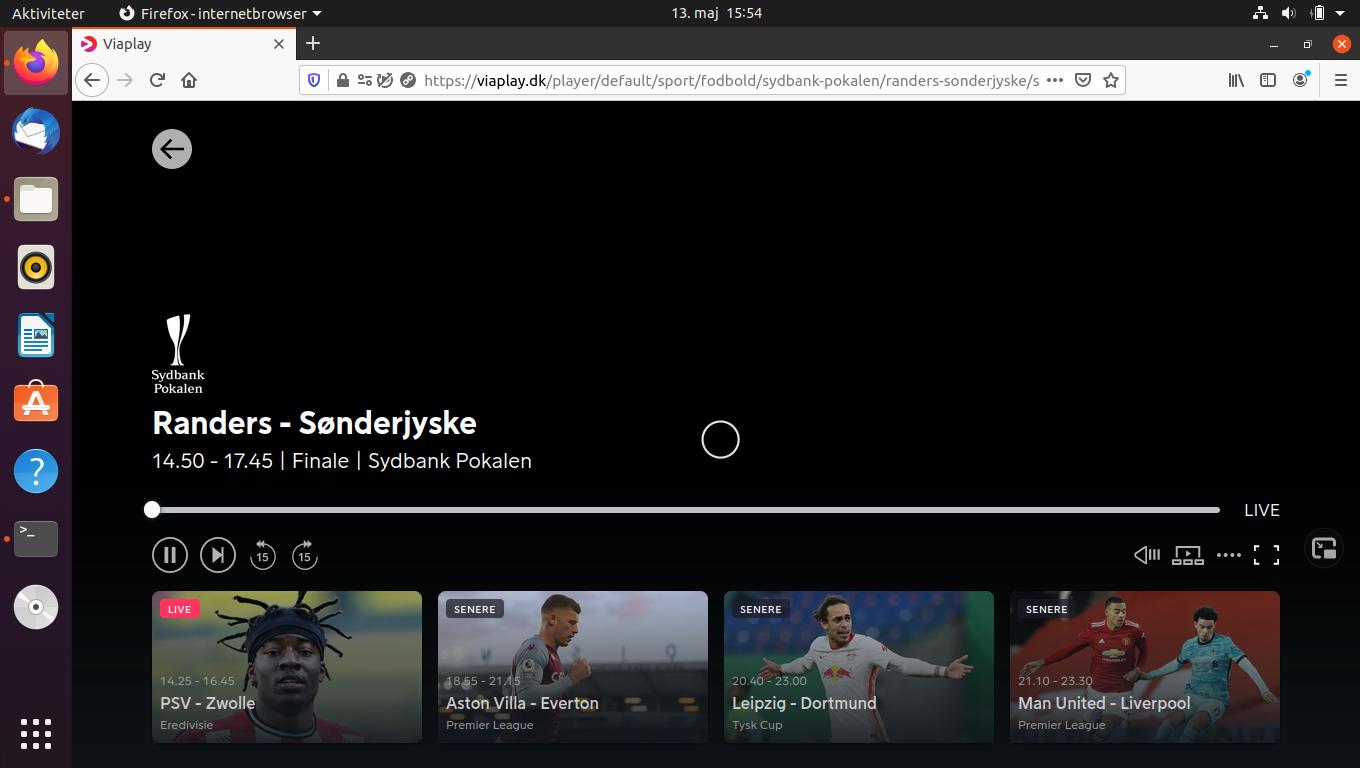 Aktiviteter
Firefox - internetbrowser
13. maj 15:54
Viaplay
https://viaplay.dk/player/default/sport/fodbold/sydbank-pokalen/randers-sonderjyske/s
Sydbank
Pokalen
Randers - Sønderjyske
14.50 - 17.45 | Finale | Sydbank Pokalen
LIVE
15
15
LIVE
14.25 - 16.45
PSV - Zwolle
Eredivisie
SENERE
18.55 - 21.15
Aston Villa - Everton
Premier League
SENERE
20.40 - 23.00
Leipzig - Dortmund
Tysk Cup
SENERE
21.10 - 23.30
Man United - Liverpool
Premier League